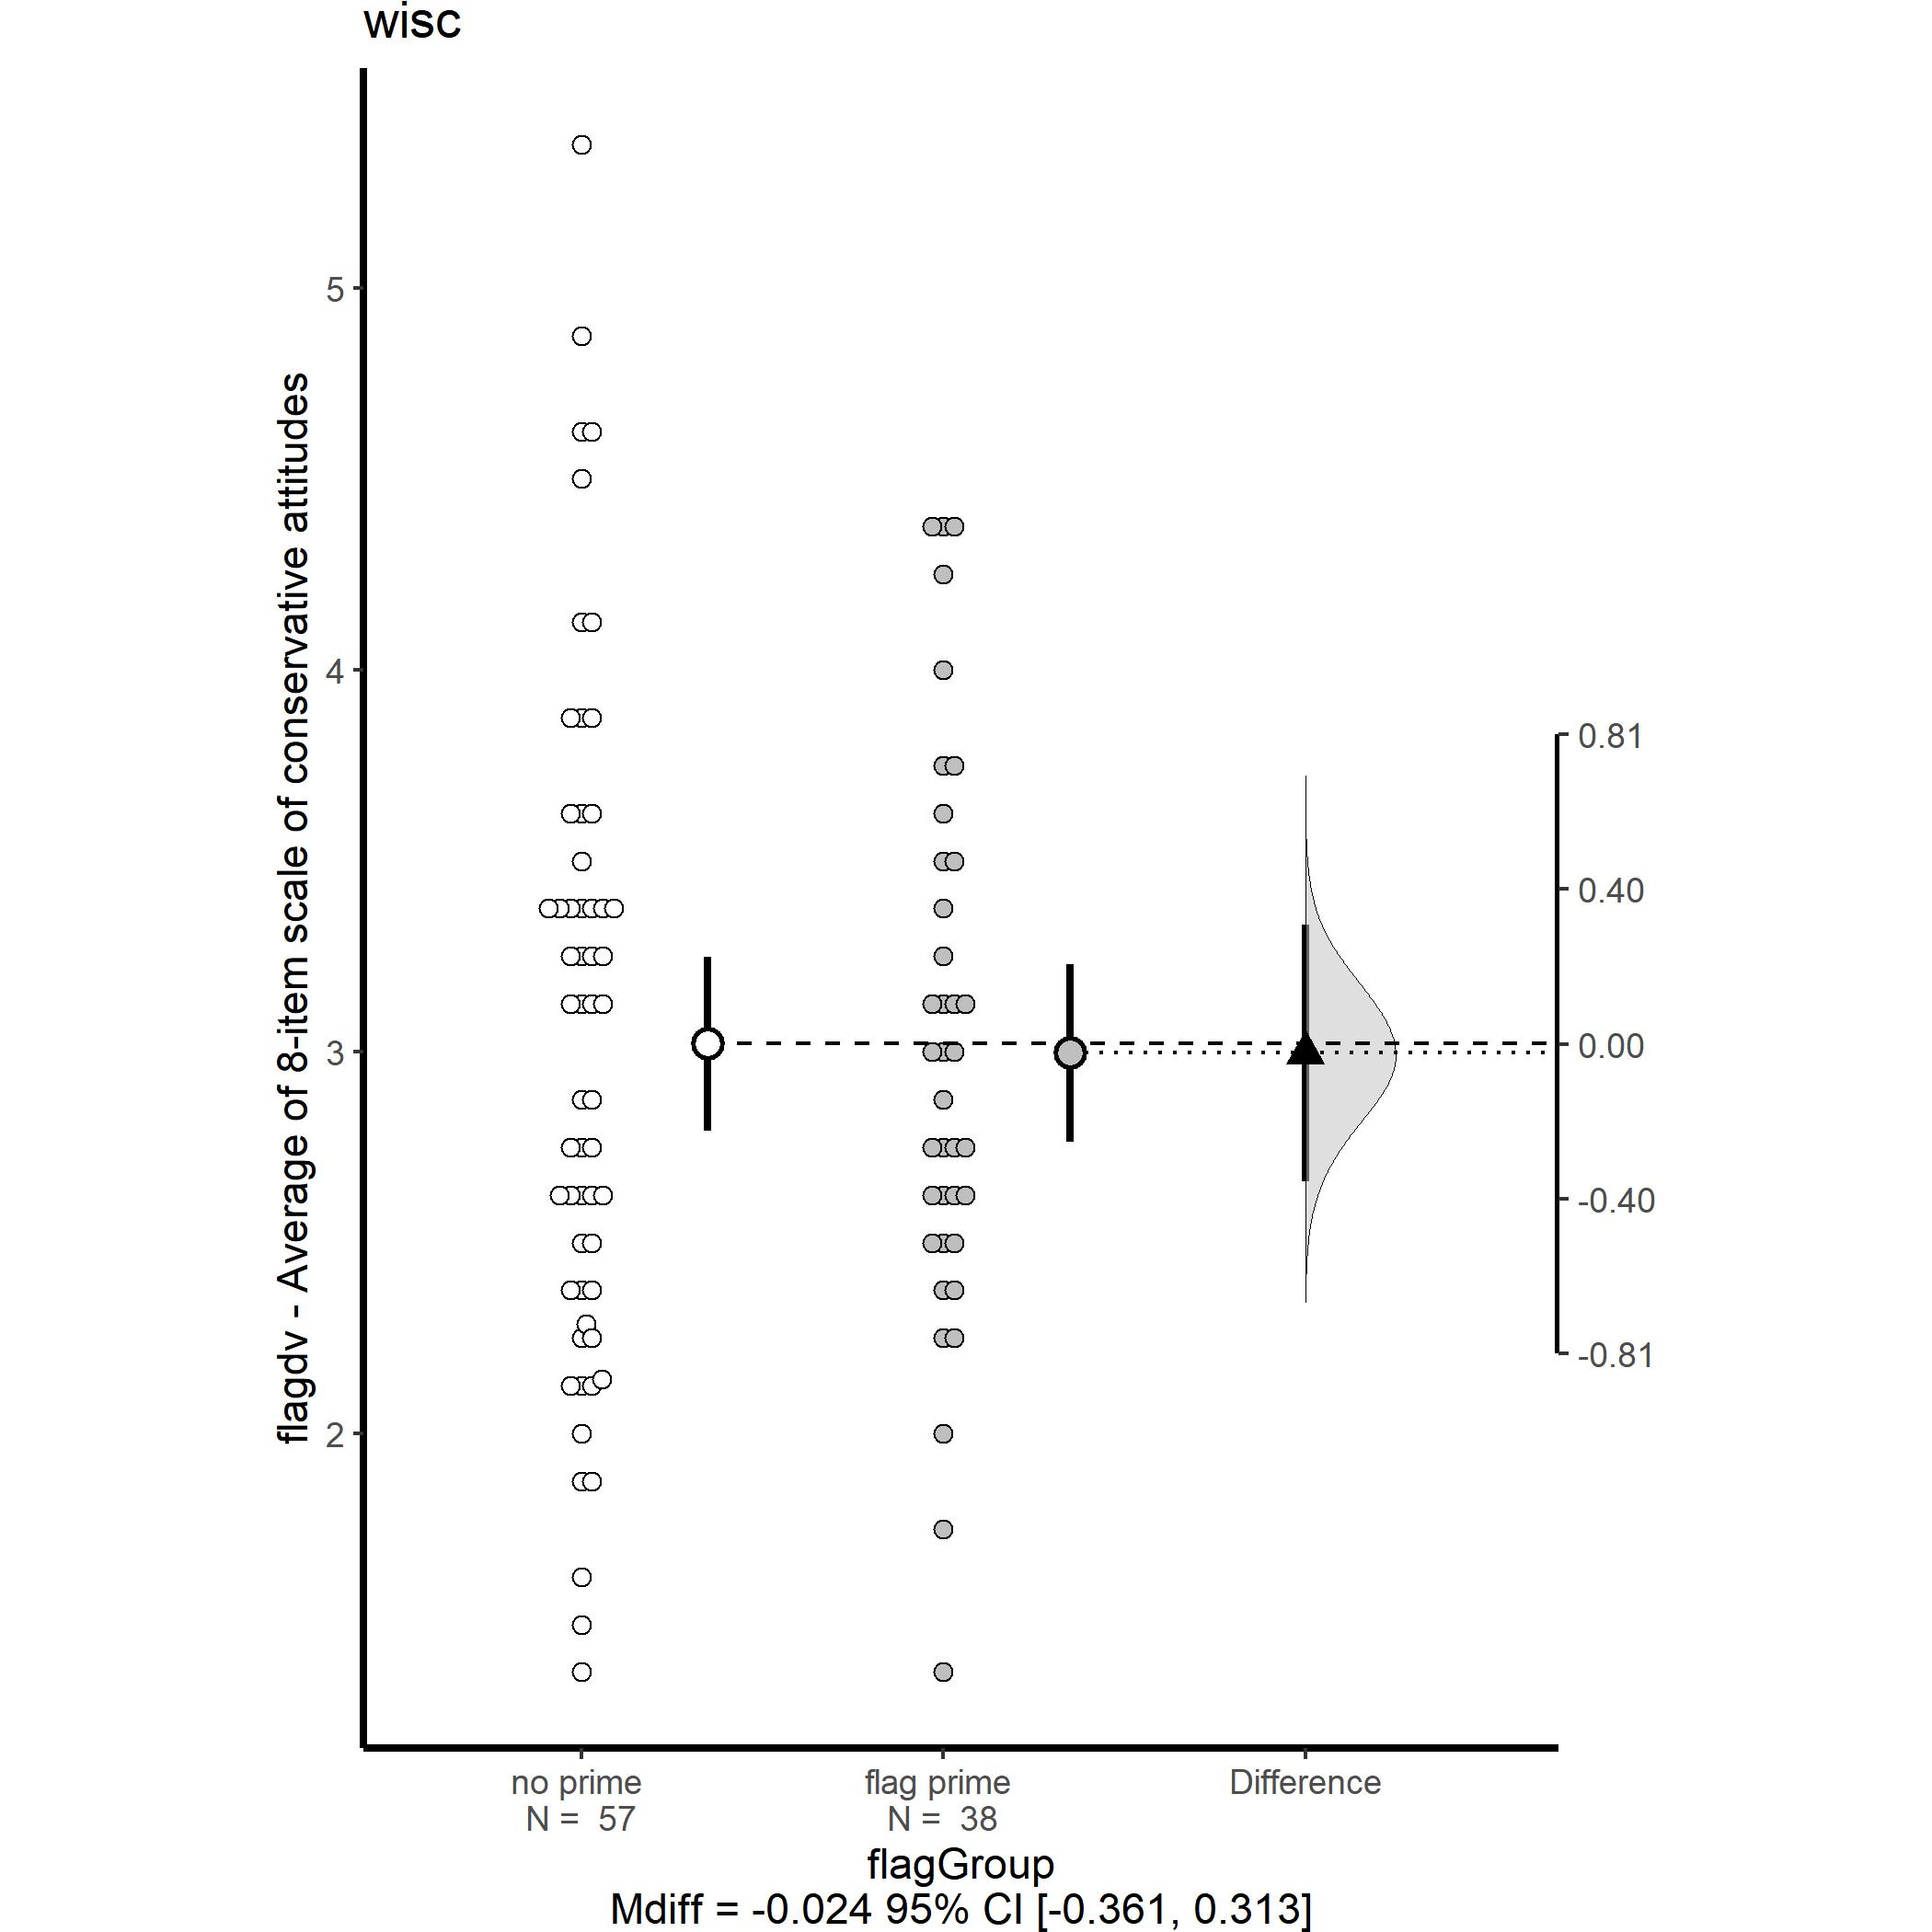 wisc
flagdv - Average of 8-item scale of conservative attitudes
5
4
3
2
0.81
0.40
0.00
-0.40
-0.81
no prime
N =  57
flag prime
N =  38
Difference
flagGroup
Mdiff = -0.024 95% CI [-0.361, 0.313]